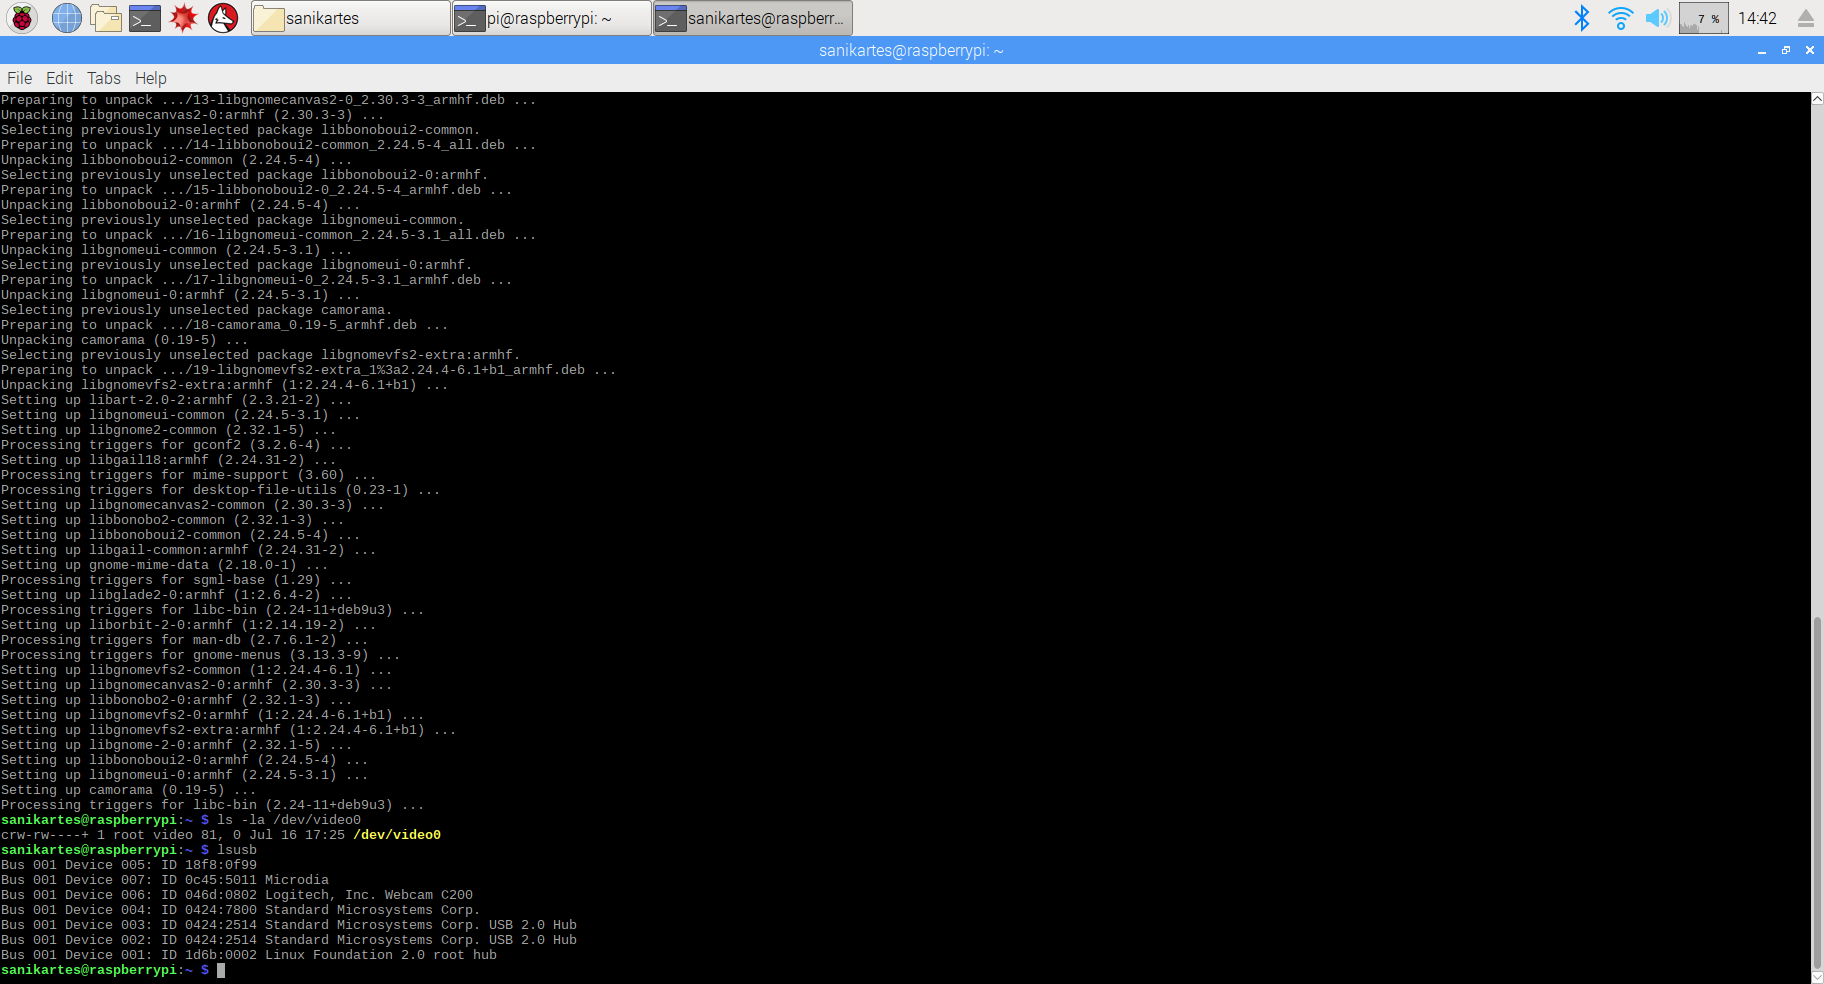 sanikartes
pi@raspberrypi: ~
sanikartes@raspberr...
7 %
14:42
sanikartes@raspberrypi: ~
File Edit Tabs Help
Preparing to unpack .../13-libgnomecanvas2-0_2.30.3-3_armhf.deb ...
Unpacking libgnomecanvas2-0:armhf (2.30.3-3) ...
Selecting previously unselected package libbonoboui2-common.
Preparing to unpack .../14-libbonoboui2-common_2.24.5-4_all.deb ...
Unpacking libbonoboui2-common (2.24.5-4) ...
Selecting previously unselected package libbonoboui2-0:armhf.
Preparing to unpack .../15-libbonoboui2-0_2.24.5-4_armhf.deb ...
Unpacking libbonoboui2-0:armhf (2.24.5-4) ...
Selecting previously unselected package libgnomeui-common.
Preparing to unpack .../16-libgnomeui-common_2.24.5-3.1_all.deb ...
Unpacking libgnomeui-common (2.24.5-3.1) ...
Selecting previously unselected package libgnomeui-0:armhf.
Preparing to unpack .../17-libgnomeui-0_2.24.5-3.1_armhf.deb ...
Unpacking libgnomeui-0:armhf (2.24.5-3.1) ...
Selecting previously unselected package camorama.
Preparing to unpack .../18-camorama_0.19-5_armhf.deb ...
Unpacking camorama (0.19-5) ...
Selecting previously unselected package libgnomevfs2-extra:armhf.
Preparing to unpack .../19-libgnomevfs2-extra_1%3a2.24.4-6.1+b1_armhf.deb ...
Unpacking libgnomevfs2-extra:armhf (1:2.24.4-6.1+b1) ...
Setting up libart-2.0-2:armhf (2.3.21-2) ...
Setting up libgnomeui-common (2.24.5-3.1) ...
Setting up libgnome2-common (2.32.1-5) ...
Processing triggers for gconf2 (3.2.6-4) ...
Setting up libgail18:armhf (2.24.31-2) ...
Processing triggers for mime-support (3.60) ...
Processing triggers for desktop-file-utils (0.23-1) ...
Setting up libgnomecanvas2-common (2.30.3-3) ...
Setting up libbonobo2-common (2.32.1-3) ...
Setting up libbonoboui2-common (2.24.5-4) ...
Setting up libgail-common:armhf (2.24.31-2) ...
Setting up gnome-mime-data (2.18.0-1) ...
Processing triggers for sgml-base (1.29) ...
Setting up libglade2-0:armhf (1:2.6.4-2) ...
Processing triggers for libc-bin (2.24-11+deb9u3) ...
Setting up liborbit-2-0:armhf (1:2.14.19-2) ...
Processing triggers for man-db (2.7.6.1-2) ...
Processing triggers for gnome-menus (3.13.3-9) ...
Setting up libgnomevfs2-common (1:2.24.4-6.1) ...
Setting up libgnomecanvas2-0:armhf (2.30.3-3) ...
Setting up libbonobo2-0:armhf (2.32.1-3) ...
Setting up libgnomevfs2-0:armhf (1:2.24.4-6.1+b1) ...
Setting up libgnomevfs2-extra:armhf (1:2.24.4-6.1+b1) ...
Setting up libgnome-2-0:armhf (2.32.1-5) ...
Setting up libbonoboui2-0:armhf (2.24.5-4) ...
Setting up libgnomeui-0:armhf (2.24.5-3.1) ...
Setting up camorama (0.19-5) ...
Processing triggers for libc-bin (2.24-11+deb9u3) ...
sanikartes@raspberrypi:~ $ ls -la /dev/video0
crw-rw----+ 1 root video 81, 0 Jul 16 17:25 /dev/video0
sanikartes@raspberrypi:~ $ lsusb
Bus 001 Device 005: ID 18f8:0f99
Bus 001 Device 007: ID 0c45:5011 Microdia
Bus 001 Device 006: ID 046d:0802 Logitech, Inc. Webcam C200
Bus 001 Device 004: ID 0424:7800 Standard Microsystems Corp.
Bus 001 Device 003: ID 0424:2514 Standard Microsystems Corp. USB 2.0 Hub
Bus 001 Device 002: ID 0424:2514 Standard Microsystems Corp. USB 2.0 Hub
Bus 001 Device 001: ID 1d6b:0002 Linux Foundation 2.0 root hub
sanikartes@raspberrypi:~ $